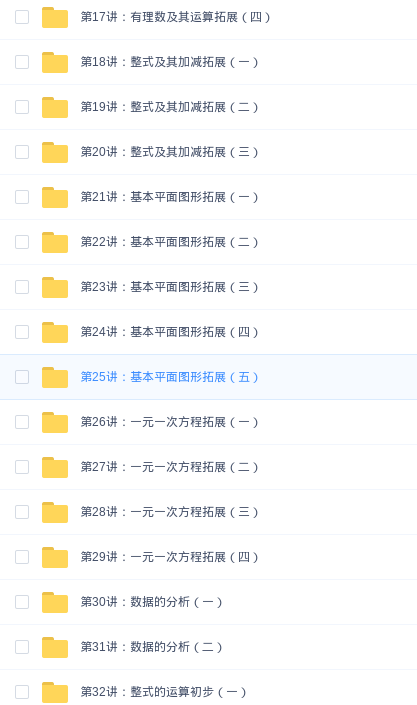 第17讲：有理数及其运算拓展（四）
第18讲：整式及其加减拓展（一）
第19讲：整式及其加减拓展（二）
第20讲：整式及其加减拓展（三）
第21讲：基本平面图形拓展（一）
第22讲：基本平面图形拓展（二）
第23讲：基本平面图形拓展（三）
第24讲：基本平面图形拓展（四）
第25讲：基本平面图形拓展（五）
第26讲：一元一次方程拓展（一）
第27讲：一元一次方程拓展（二）
第28讲：一元一次方程拓展（三）
第29讲：一元一次方程拓展（四）
第30讲：数据的分析（一）
第31讲：数据的分析（二）
第32讲：整式的运算初步（一）